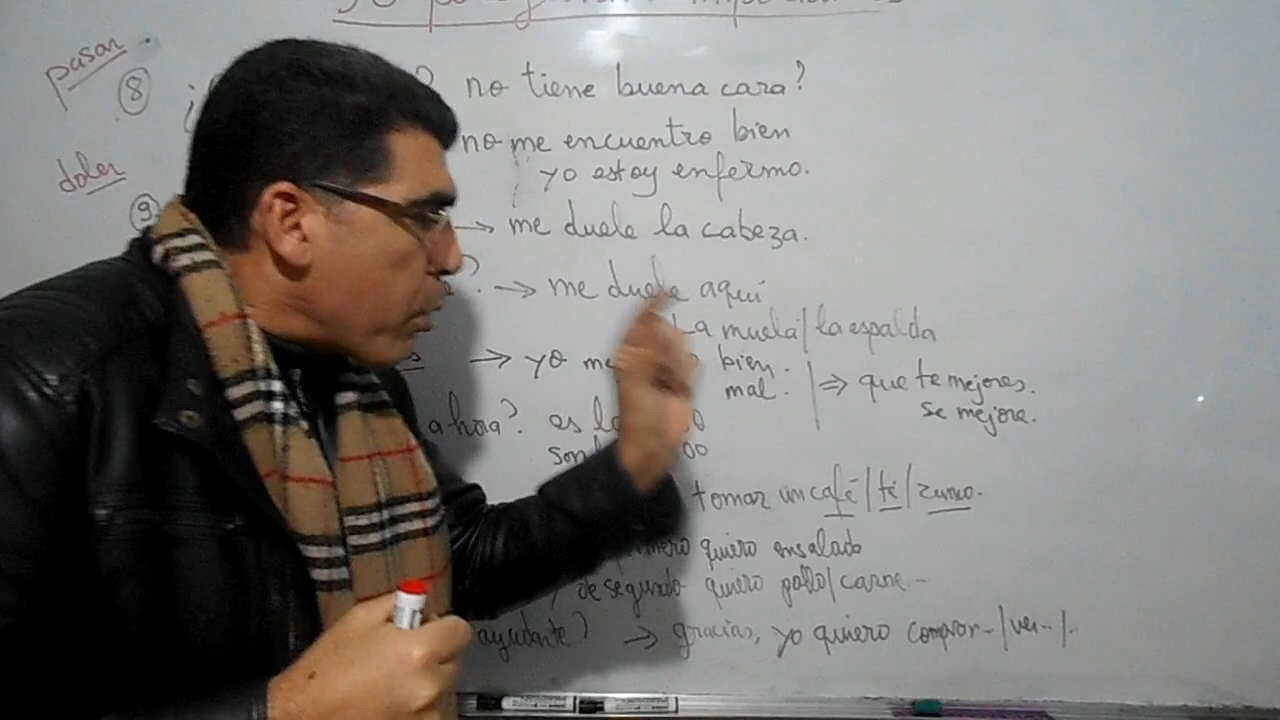 pasar
8 ¿ ? no tiene buena cara?
no me encuentro bien
yo estoy enfermo.
doler
9 → me duele la cabeza.
? → me duele aquí
La muela/la espalda
→ yo me bien.
mal. ⇒ que te mejores.
se mejore.
ahora? es la
son
tomar un café/té/zumo.
quiero ensalado
de segundo quiero pollo/carne..
ayudarte? → gracias, yo quiero comprar../ver../..